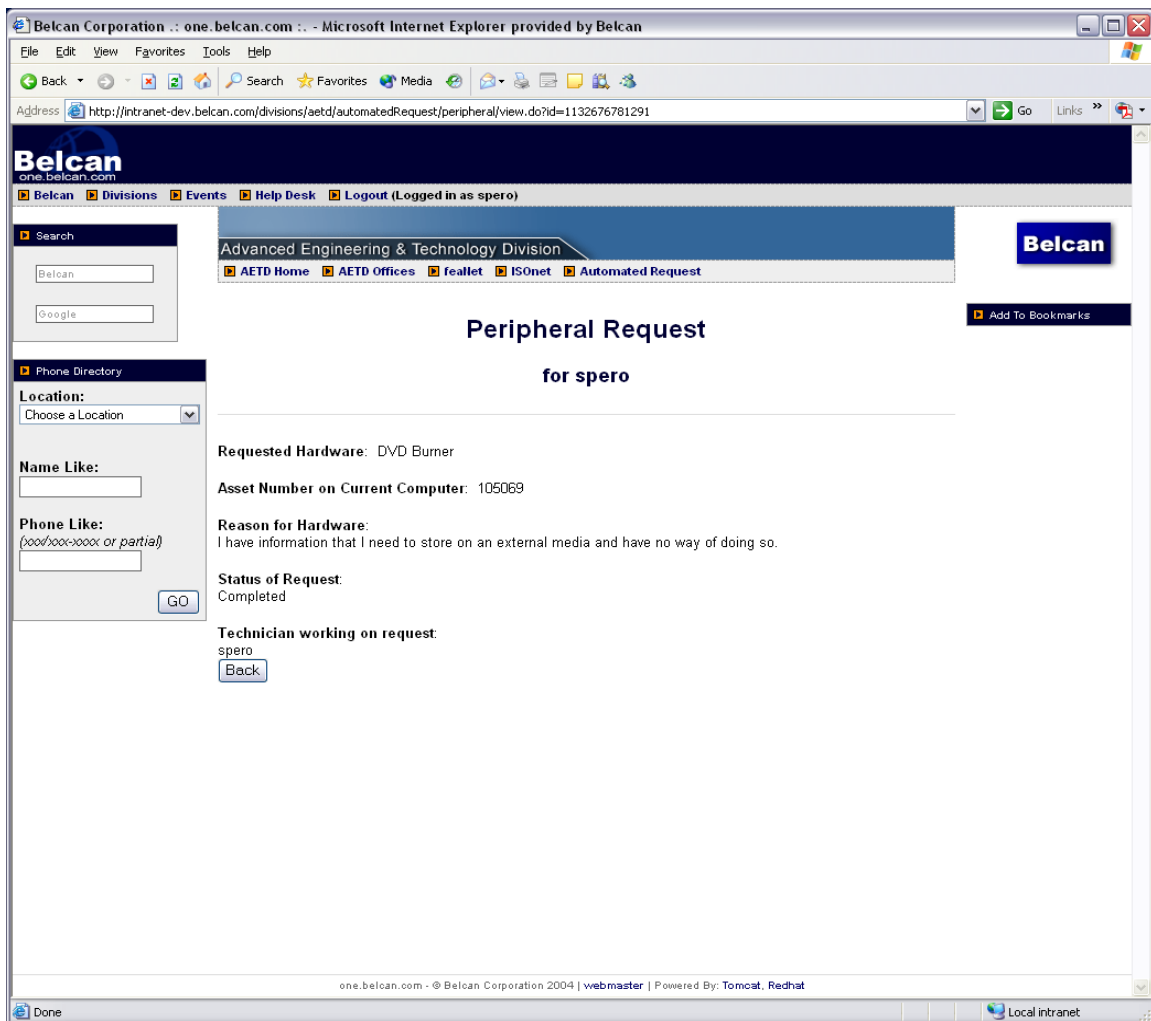 Belcan Corporation .: one.belcan.com :. - Microsoft Internet Explorer provided by Belcan
File Edit View Favorites Tools Help
Back Search Favorites Media
Address http://intranet-dev.belcan.com/divisions/aetd/automatedRequest/peripheral/view.do?id=1132676781291 Go Links »
Belcan
one.belcan.com
Belcan Divisions Events Help Desk Logout (Logged in as spero)
Search
Belcan
Google
Phone Directory
Location:
Choose a Location
Name Like:
Phone Like:
(xxx/xxx-xxxx or partial)
GO
Advanced Engineering & Technology Division
AETD Home AETD Offices feallet ISOnet Automated Request
Peripheral Request
for spero
Requested Hardware: DVD Burner
Asset Number on Current Computer: 105069
Reason for Hardware:
I have information that I need to store on an external media and have no way of doing so.
Status of Request:
Completed
Technician working on request:
spero
Back
Belcan
Add To Bookmarks
one.belcan.com - © Belcan Corporation 2004 | webmaster | Powered By: Tomcat, Redhat
Done Local intranet